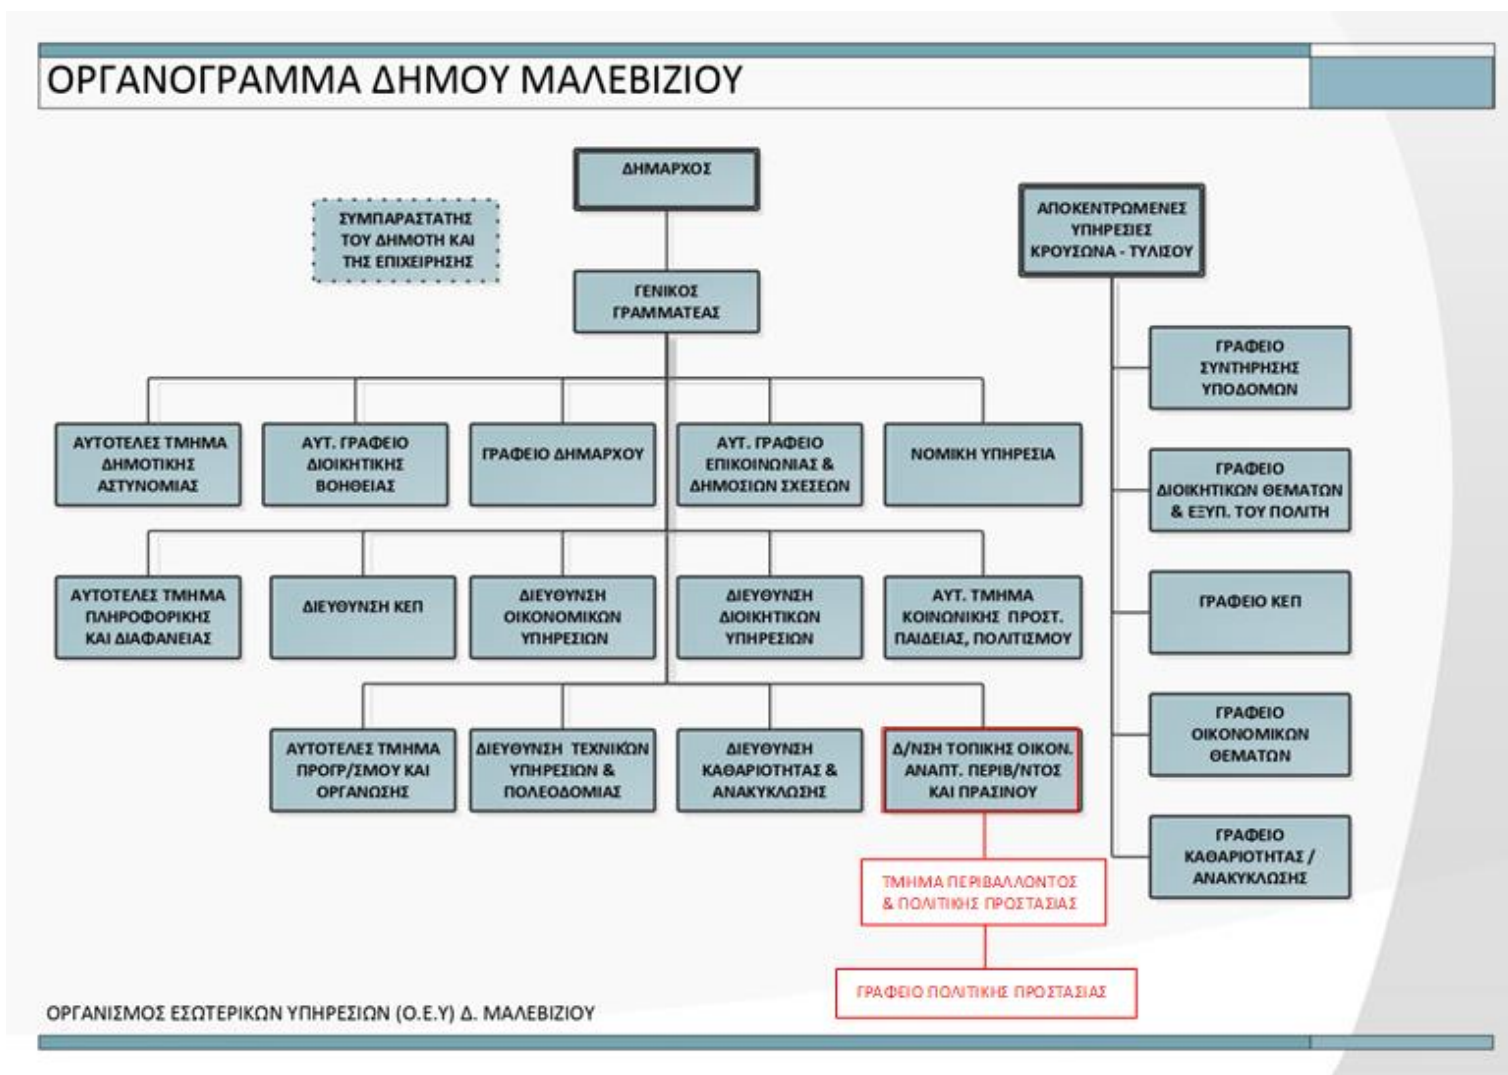 ΟΡΓΑΝΟΓΡΑΜΜΑ ΔΗΜΟΥ ΜΑΛΕΒΙΖΙΟΥ
ΔΗΜΑΡΧΟΣ
ΣΥΜΠΑΡΑΣΤΑΤΗΣ
ΤΟΥ ΔΗΜΟΤΗ ΚΑΙ
ΤΗΣ ΕΠΙΧΕΙΡΗΣΗΣ
ΑΠΟΚΕΝΤΡΩΜΕΝΕΣ
ΥΠΗΡΕΣΙΕΣ
ΚΡΟΥΣΩΝΑ - ΤΥΛΙΣΟΥ
ΓΕΝΙΚΟΣ
ΓΡΑΜΜΑΤΕΑΣ
ΑΥΤΟΤΕΛΕΣ ΤΜΗΜΑ
ΔΗΜΟΤΙΚΗΣ
ΑΣΤΥΝΟΜΙΑΣ
ΑΥΤ. ΓΡΑΦΕΙΟ
ΔΙΟΙΚΗΤΙΚΗΣ
ΒΟΗΘΕΙΑΣ
ΓΡΑΦΕΙΟ ΔΗΜΑΡΧΟΥ
ΑΥΤ. ΓΡΑΦΕΙΟ
ΕΠΙΚΟΙΝΩΝΙΑΣ &
ΔΗΜΟΣΙΩΝ ΣΧΕΣΕΩΝ
ΝΟΜΙΚΗ ΥΠΗΡΕΣΙΑ
ΑΥΤΟΤΕΛΕΣ ΤΜΗΜΑ
ΠΛΗΡΟΦΟΡΙΚΗΣ
ΚΑΙ ΔΙΑΦΑΝΕΙΑΣ
ΔΙΕΥΘΥΝΣΗ ΚΕΠ
ΔΙΕΥΘΥΝΣΗ
ΟΙΚΟΝΟΜΙΚΩΝ
ΥΠΗΡΕΣΙΩΝ
ΔΙΕΥΘΥΝΣΗ
ΔΙΟΙΚΗΤΙΚΩΝ
ΥΠΗΡΕΣΙΩΝ
ΑΥΤ. ΤΜΗΜΑ
ΚΟΙΝΩΝΙΚΗΣ ΠΡΟΣΤ.
ΠΑΙΔΕΙΑΣ, ΠΟΛΙΤΙΣΜΟΥ
ΑΥΤΟΤΕΛΕΣ ΤΜΗΜΑ
ΠΡΟΓΡ/ΣΜΟΥ ΚΑΙ
ΟΡΓΑΝΩΣΗΣ
ΔΙΕΥΘΥΝΣΗ ΤΕΧΝΙΚΏΝ
ΥΠΗΡΕΣΙΩΝ &
ΠΟΛΕΟΔΟΜΙΑΣ
ΔΙΕΥΘΥΝΣΗ
ΚΑΘΑΡΙΟΤΗΤΑΣ &
ΑΝΑΚΥΚΛΩΣΗΣ
Δ/ΝΣΗ ΤΟΠΙΚΗΣ ΟΙΚΟΝ.
ΑΝΑΠΤ. ΠΕΡΙΒ/ΝΤΟΣ
ΚΑΙ ΠΡΑΣΙΝΟΥ
ΤΜΗΜΑ ΠΕΡΙΒΑΛΛΟΝΤΟΣ
& ΠΟΛΙΤΙΚΗΣ ΠΡΟΣΤΑΣΙΑΣ
ΓΡΑΦΕΙΟ ΠΟΛΙΤΙΚΗΣ ΠΡΟΣΤΑΣΙΑΣ
ΓΡΑΦΕΙΟ
ΣΥΝΤΗΡΗΣΗΣ
ΥΠΟΔΟΜΩΝ
ΓΡΑΦΕΙΟ
ΔΙΟΙΚΗΤΙΚΩΝ ΘΕΜΑΤΩΝ
& ΕΞΥΠ. ΤΟΥ ΠΟΛΙΤΗ
ΓΡΑΦΕΙΟ ΚΕΠ
ΓΡΑΦΕΙΟ
ΟΙΚΟΝΟΜΙΚΩΝ
ΘΕΜΑΤΩΝ
ΓΡΑΦΕΙΟ
ΚΑΘΑΡΙΟΤΗΤΑΣ /
ΑΝΑΚΥΚΛΩΣΗΣ
ΟΡΓΑΝΙΣΜΟΣ ΕΣΩΤΕΡΙΚΩΝ ΥΠΗΡΕΣΙΩΝ (Ο.Ε.Υ) Δ. ΜΑΛΕΒΙΖΙΟΥ